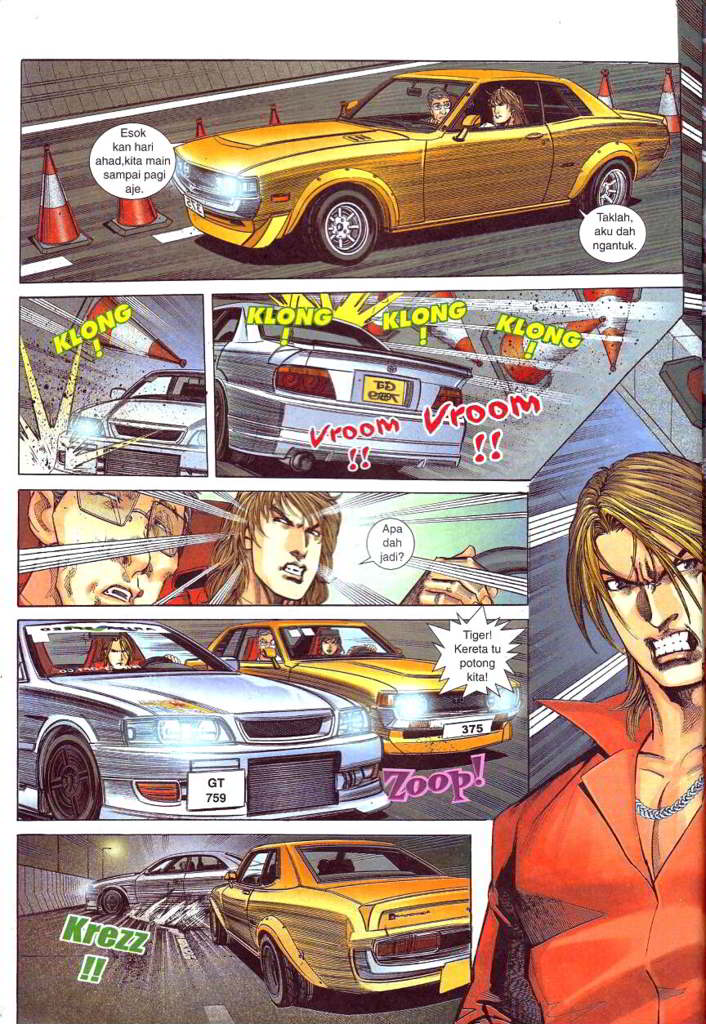 Esok
kan hari
ahad,kita main
sampai pagi
aje.
Taklah,
aku dah
ngantuk.
KLONG
!
KLONG
!
KLONG
!
KLONG
!
Vroom
!!
Vroom
!!
Apa
dah
jadi?
Tiger!
Kereta tu
potong
kita!
375
GT
759
Zoop!
Krezz
!!